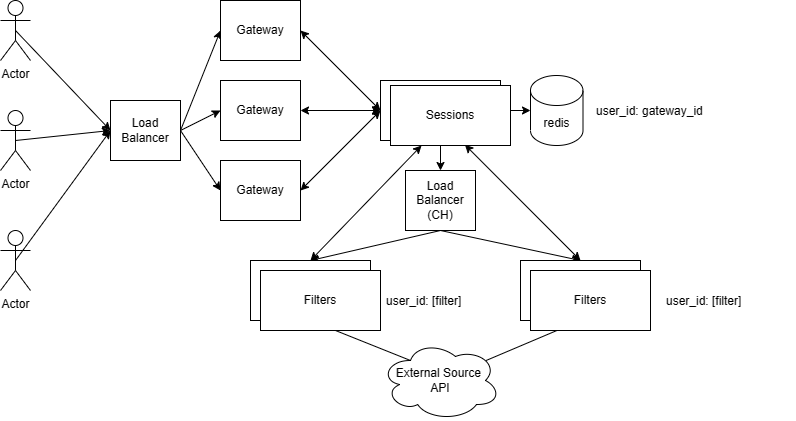 Actor
Actor
Actor
Load
Balancer
Gateway
Gateway
Gateway
Sessions
redis
user_id: gateway_id
Load
Balancer
(CH)
Filters
user_id: [filter]
Filters
user_id: [filter]
External Source
API